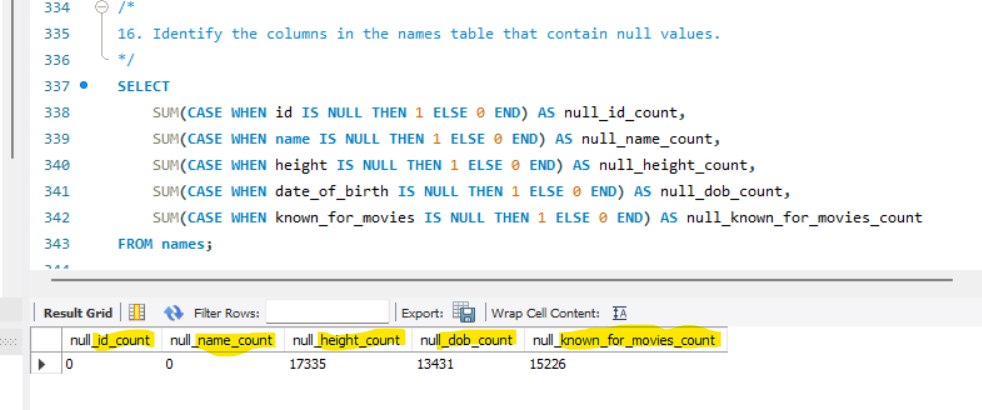 334 /*
335 16. Identify the columns in the names table that contain null values.
336 */
337 SELECT
338 SUM(CASE WHEN id IS NULL THEN 1 ELSE 0 END) AS null_id_count,
339 SUM(CASE WHEN name IS NULL THEN 1 ELSE 0 END) AS null_name_count,
340 SUM(CASE WHEN height IS NULL THEN 1 ELSE 0 END) AS null_height_count,
341 SUM(CASE WHEN date_of_birth IS NULL THEN 1 ELSE 0 END) AS null_dob_count,
342 SUM(CASE WHEN known_for_movies IS NULL THEN 1 ELSE 0 END) AS null_known_for_movies_count
343 FROM names;
344
Result Grid Filter Rows: Export: Wrap Cell Content: IA
null_id_count null_name_count null_height_count null_dob_count null_known_for_movies_count
0 0 17335 13431 15226